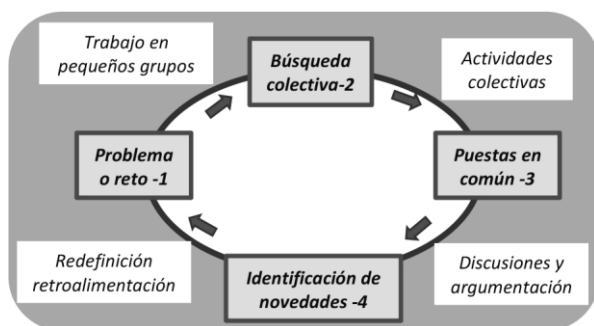 Trabajo en
pequeños grupos
Búsqueda
colectiva-2
Actividades
colectivas
Problema
o reto -1
Puestas en
común -3
Redefinición
retroalimentación
Identificación de
novedades -4
Discusiones y
argumentación